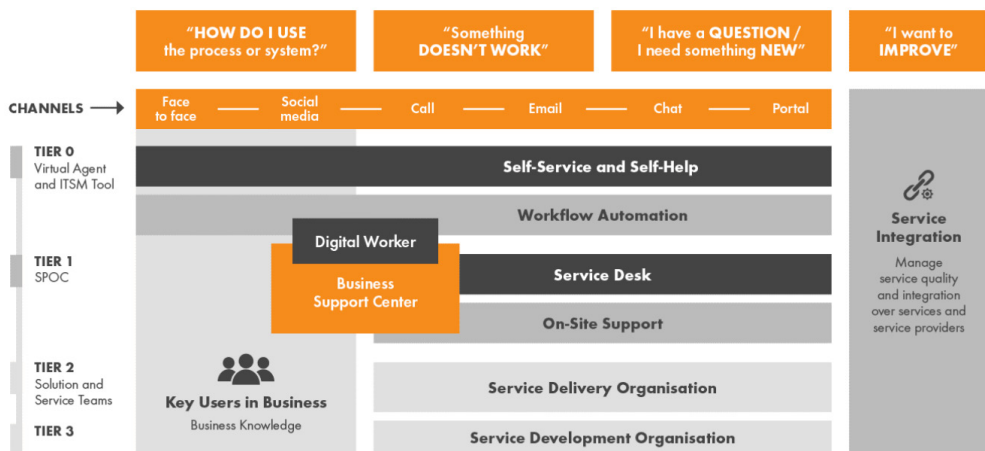 “HOW DO I USE
the process or system?”
“Something
DOESN’T WORK”
“I have a QUESTION /
I need something NEW”
“I want to
IMPROVE”
CHANNELS
Face
to face
Social
media
Call
Email
Chat
Portal
TIER 0
Virtual Agent
and ITSM Tool
Self-Service and Self-Help
Workflow Automation
Digital Worker
TIER 1
SPOC
Business
Support Center
Service Desk
On-Site Support
TIER 2
Solution and
Service Teams
Key Users in Business
Business Knowledge
Service Delivery Organisation
TIER 3
Service Development Organisation
Service
Integration
Manage
service quality
and integration
over services and
service providers